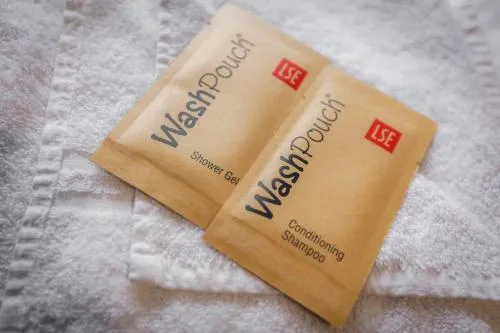 WashPouch®
LSE
Shower Gel
WashPouch®
LSE
Conditioning
Shampoo